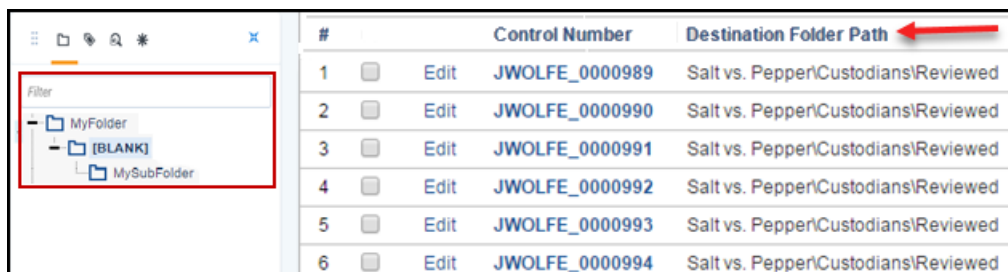 Filter
MyFolder
[BLANK]
MySubFolder
# Control Number Destination Folder Path
1 Edit JWOLFE_0000989 Salt vs. Pepper\Custodians\Reviewed
2 Edit JWOLFE_0000990 Salt vs. Pepper\Custodians\Reviewed
3 Edit JWOLFE_0000991 Salt vs. Pepper\Custodians\Reviewed
4 Edit JWOLFE_0000992 Salt vs. Pepper\Custodians\Reviewed
5 Edit JWOLFE_0000993 Salt vs. Pepper\Custodians\Reviewed
6 Edit JWOLFE_0000994 Salt vs. Pepper\Custodians\Reviewed